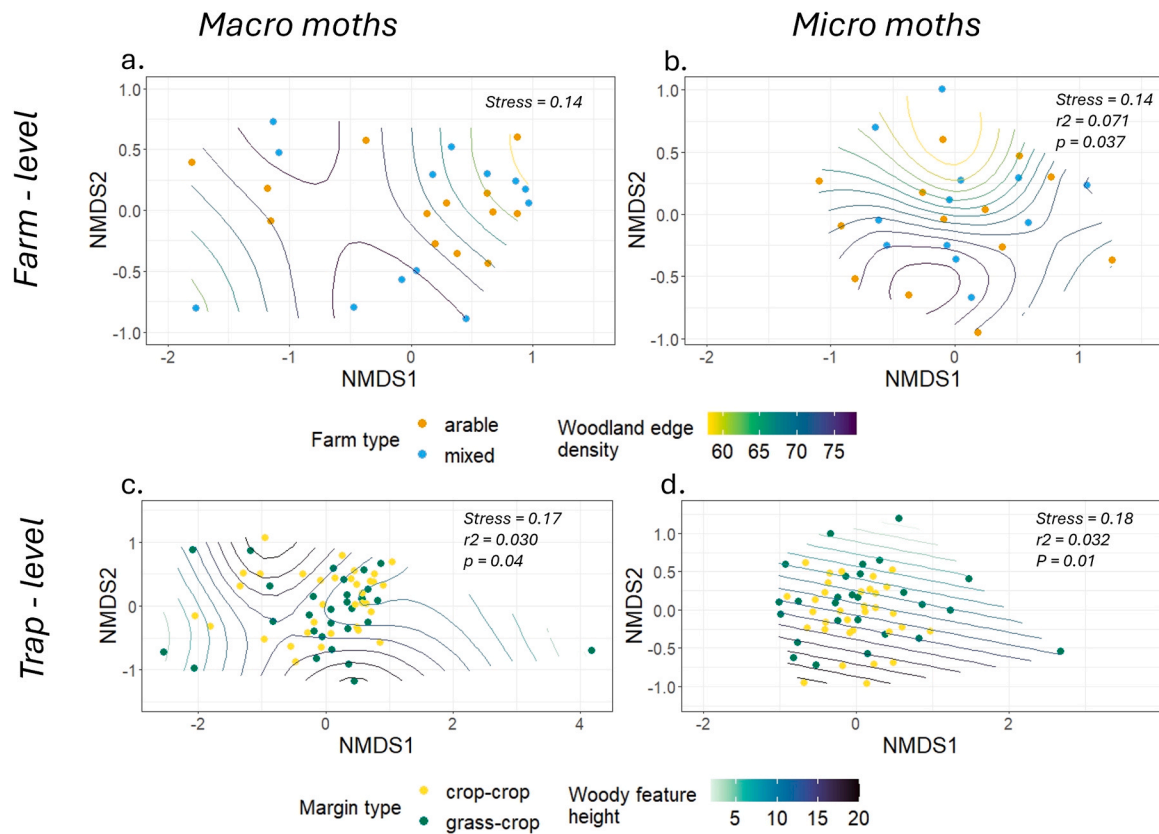 Macro moths
Micro moths
Farm - level
a.
Stress = 0.14
1.0
0.5
0.0
-0.5
-1.0
NMDS2
-2
-1
0
1
NMDS1
b.
Stress = 0.14
r2 = 0.071
p = 0.037
1.0
0.5
0.0
-0.5
-1.0
NMDS2
-2
-1
0
1
NMDS1
Farm type
arable
mixed
Woodland edge
density
60
65
70
75
Trap - level
c.
Stress = 0.17
r2 = 0.030
p = 0.04
1
0
-1
NMDS2
-2
0
2
4
NMDS1
d.
Stress = 0.18
r2 = 0.032
P = 0.01
1.0
0.5
0.0
-0.5
-1.0
NMDS2
-2
0
2
NMDS1
Margin type
crop-crop
grass-crop
Woody feature
height
5
10
15
20